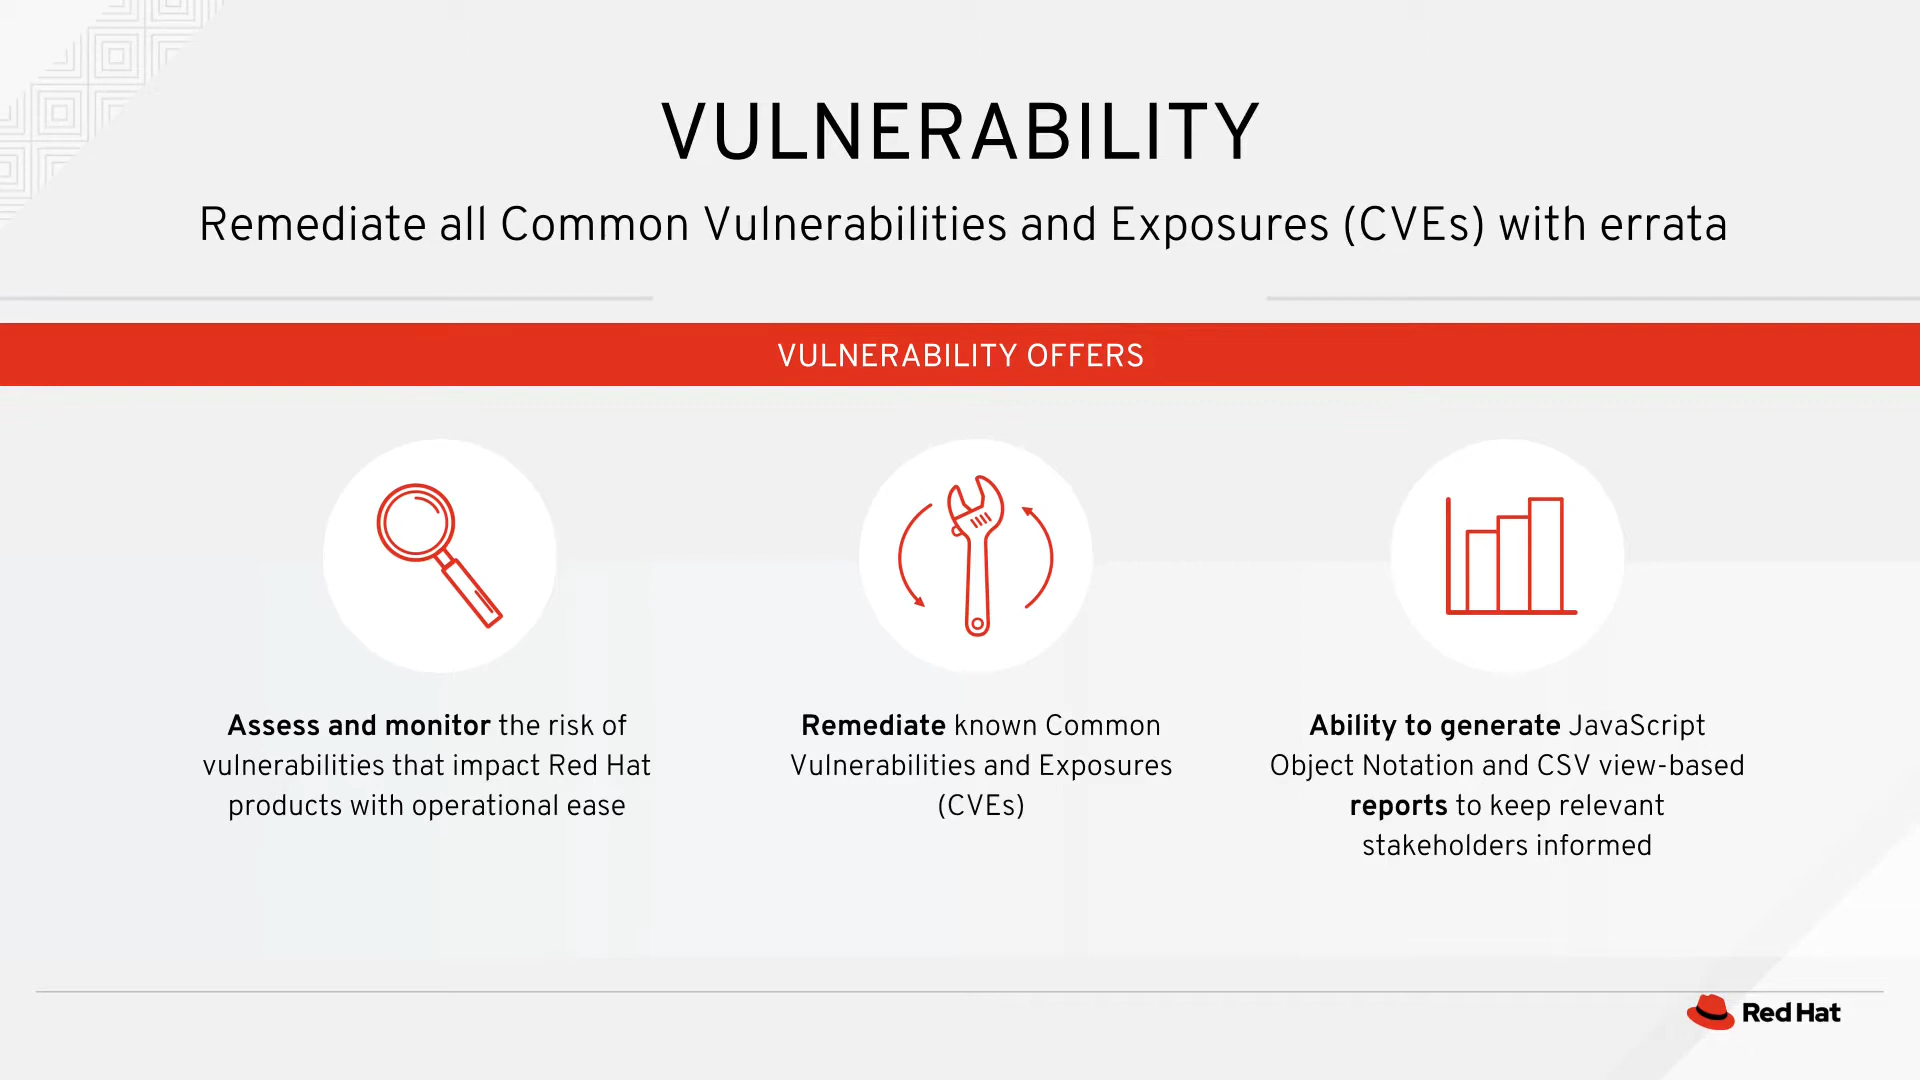 VULNERABILITY
Remediate all Common Vulnerabilities and Exposures (CVEs) with errata
VULNERABILITY OFFERS
Assess and monitor the risk of
vulnerabilities that impact Red Hat
products with operational ease
Remediate known Common
Vulnerabilities and Exposures
(CVEs)
Ability to generate JavaScript
Object Notation and CSV view-based
reports to keep relevant
stakeholders informed
Red Hat